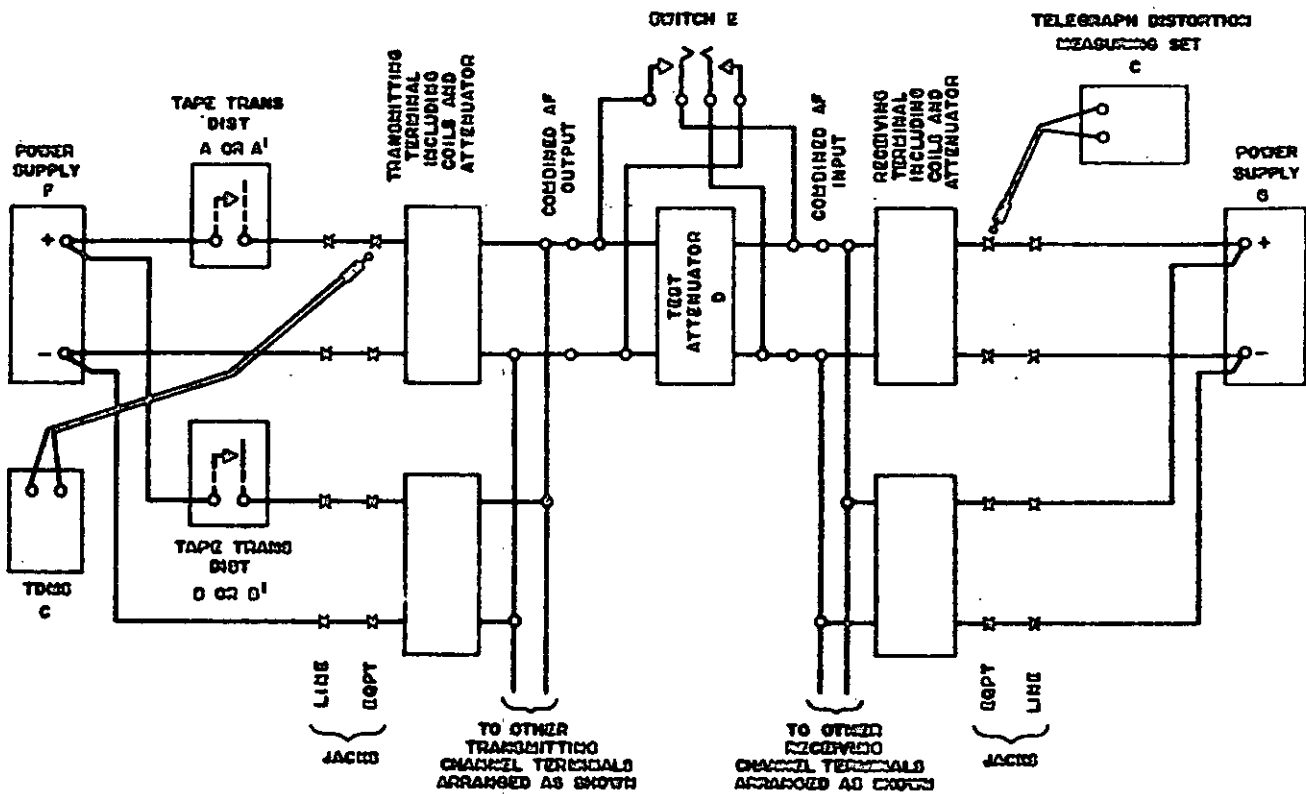 SWITCH E
TELEGRAPH DISTORTION
MEASURING SET
C
TAPE TRANS
DIST
A OR A'
TRANSMITTING
TERMINAL
INCLUDING
COILS AND
ATTENUATOR
COMBINED AF
OUTPUT
COMBINED AF
INPUT
RECEIVING
TERMINAL
INCLUDING
COILS AND
ATTENUATOR
POWER
SUPPLY
F
+
-
POWER
SUPPLY
G
+
-
TEST
ATTENUATOR
D
TAPE TRANS
DIST
B OR B'
TDMS
C
LINE
EQPT
JACKS
TO OTHER
TRANSMITTING
CHANNEL TERMINALS
ARRANGED AS SHOWN
TO OTHER
RECEIVING
CHANNEL TERMINALS
ARRANGED AS SHOWN
EQPT
LINE
JACKS